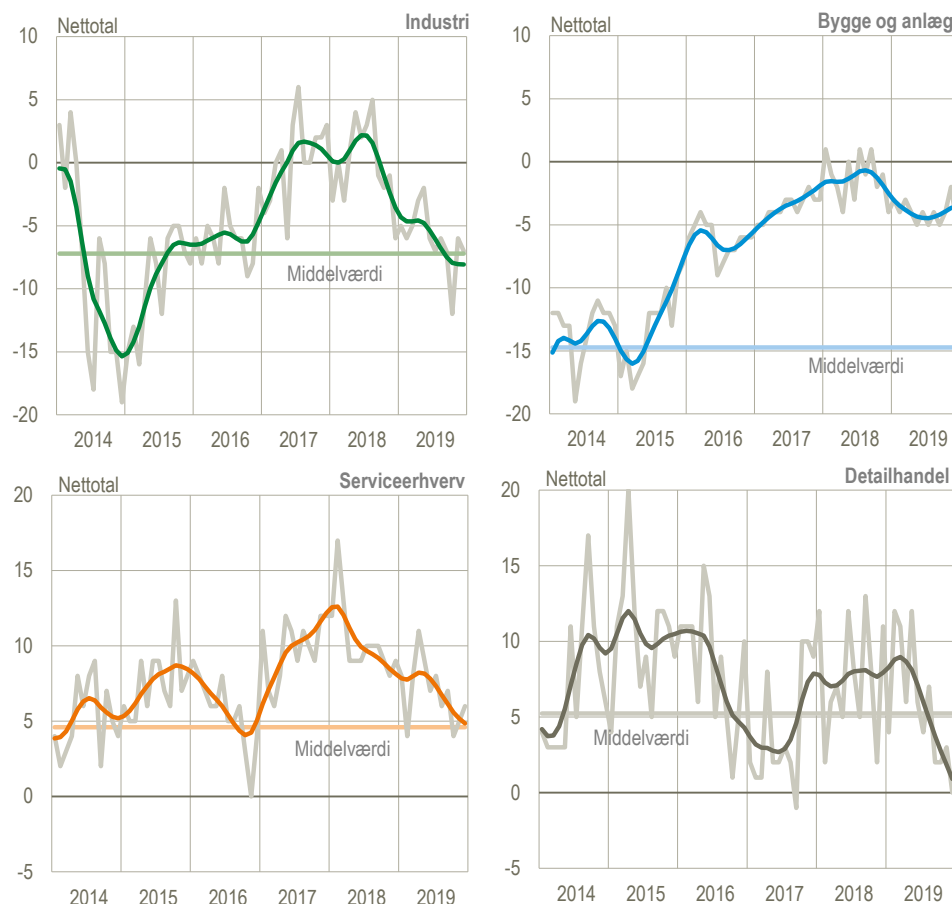 Nettotal Industri
10
5
0
-5
-10
-15
-20
Middelværdi
2014 2015 2016 2017 2018 2019
Nettotal Bygge og anlæg
10
5
0
-5
-10
-15
-20
Middelværdi
2014 2015 2016 2017 2018 2019
Nettotal Serviceerhverv
20
15
10
5
0
-5
Middelværdi
2014 2015 2016 2017 2018 2019
Nettotal Detailhandel
20
15
10
5
0
-5
Middelværdi
2014 2015 2016 2017 2018 2019